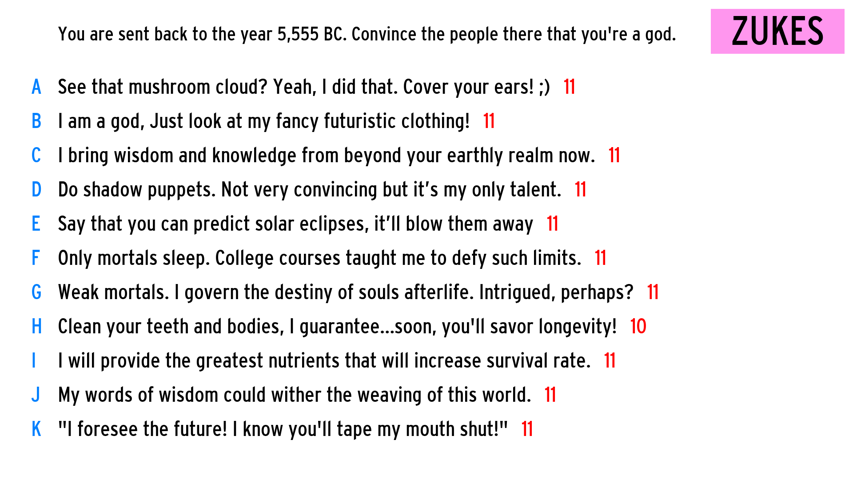 You are sent back to the year 5,555 BC. Convince the people there that you're a god.
ZUKES
A See that mushroom cloud? Yeah, I did that. Cover your ears! ;) 11
B I am a god, Just look at my fancy futuristic clothing! 11
C I bring wisdom and knowledge from beyond your earthly realm now. 11
D Do shadow puppets. Not very convincing but it’s my only talent. 11
E Say that you can predict solar eclipses, it’ll blow them away 11
F Only mortals sleep. College courses taught me to defy such limits. 11
G Weak mortals. I govern the destiny of souls afterlife. Intrigued, perhaps? 11
H Clean your teeth and bodies, I guarantee...soon, you'll savor longevity! 10
I I will provide the greatest nutrients that will increase survival rate. 11
J My words of wisdom could wither the weaving of this world. 11
K "I foresee the future! I know you'll tape my mouth shut!" 11